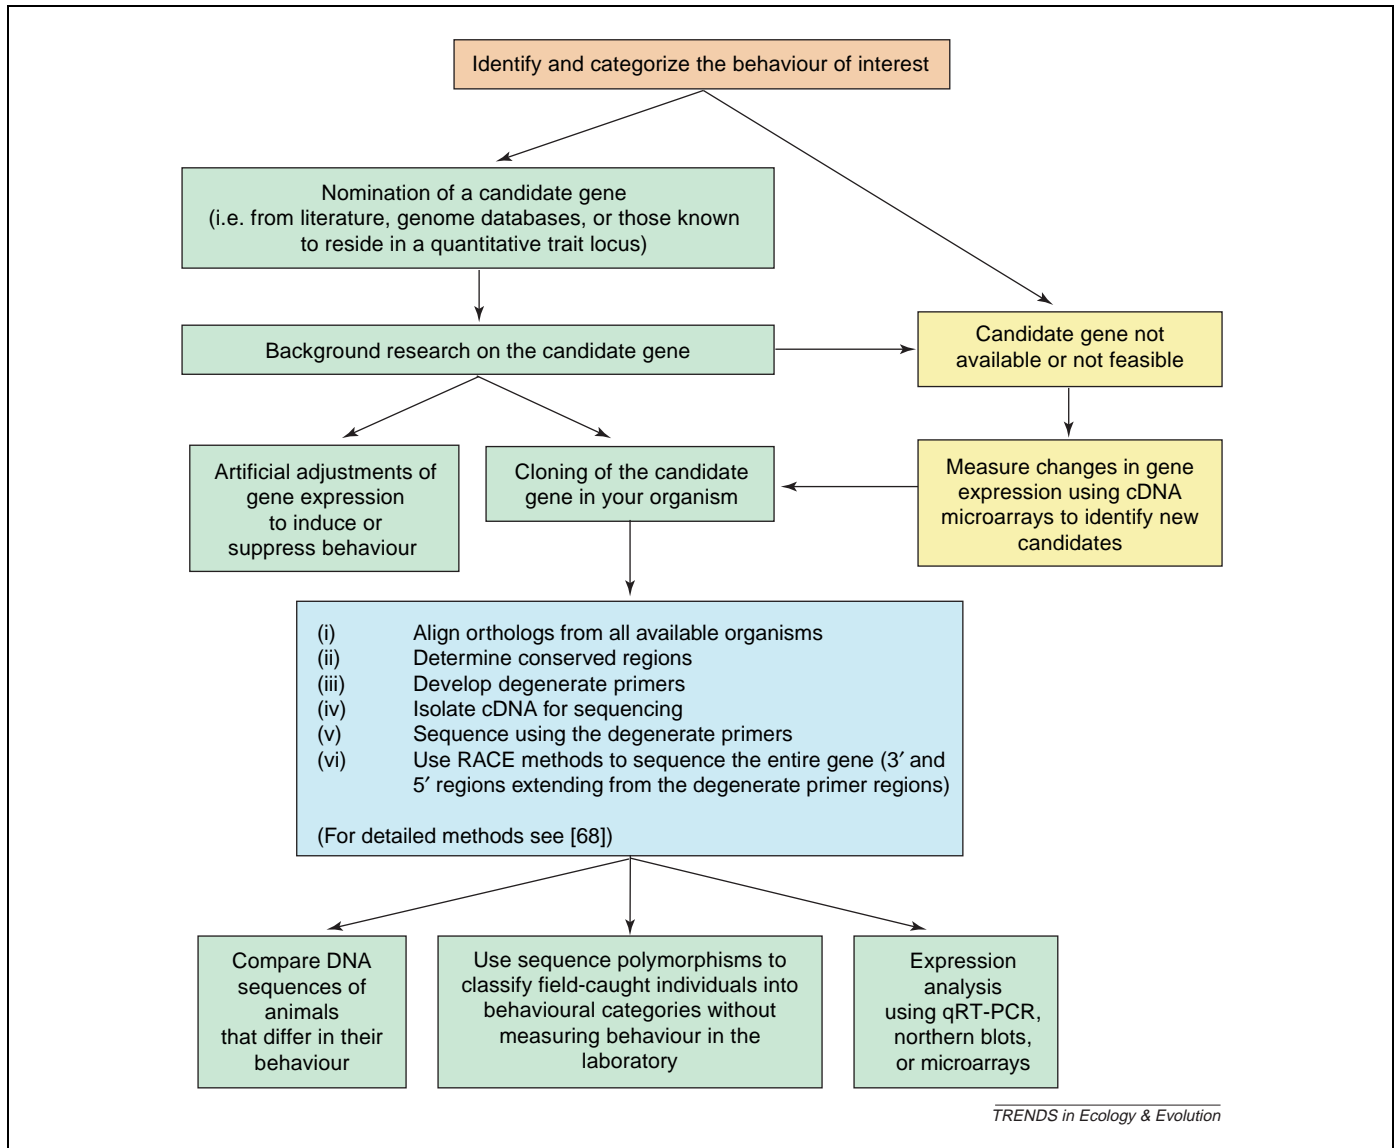 Identify and categorize the behaviour of interest
Nomination of a candidate gene
(i.e. from literature, genome databases, or those known
to reside in a quantitative trait locus)
Background research on the candidate gene
Candidate gene not
available or not feasible
Artificial adjustments of
gene expression
to induce or
suppress behaviour
Cloning of the candidate
gene in your organism
Measure changes in gene
expression using cDNA
microarrays to identify new
candidates
(i) Align orthologs from all available organisms
(ii) Determine conserved regions
(iii) Develop degenerate primers
(iv) Isolate cDNA for sequencing
(v) Sequence using the degenerate primers
(vi) Use RACE methods to sequence the entire gene (3′ and
5′ regions extending from the degenerate primer regions)
(For detailed methods see [68])
Compare DNA
sequences of
animals
that differ in their
behaviour
Use sequence polymorphisms to
classify field-caught individuals into
behavioural categories without
measuring behaviour in the
laboratory
Expression
analysis
using qRT-PCR,
northern blots,
or microarrays
TRENDS in Ecology & Evolution